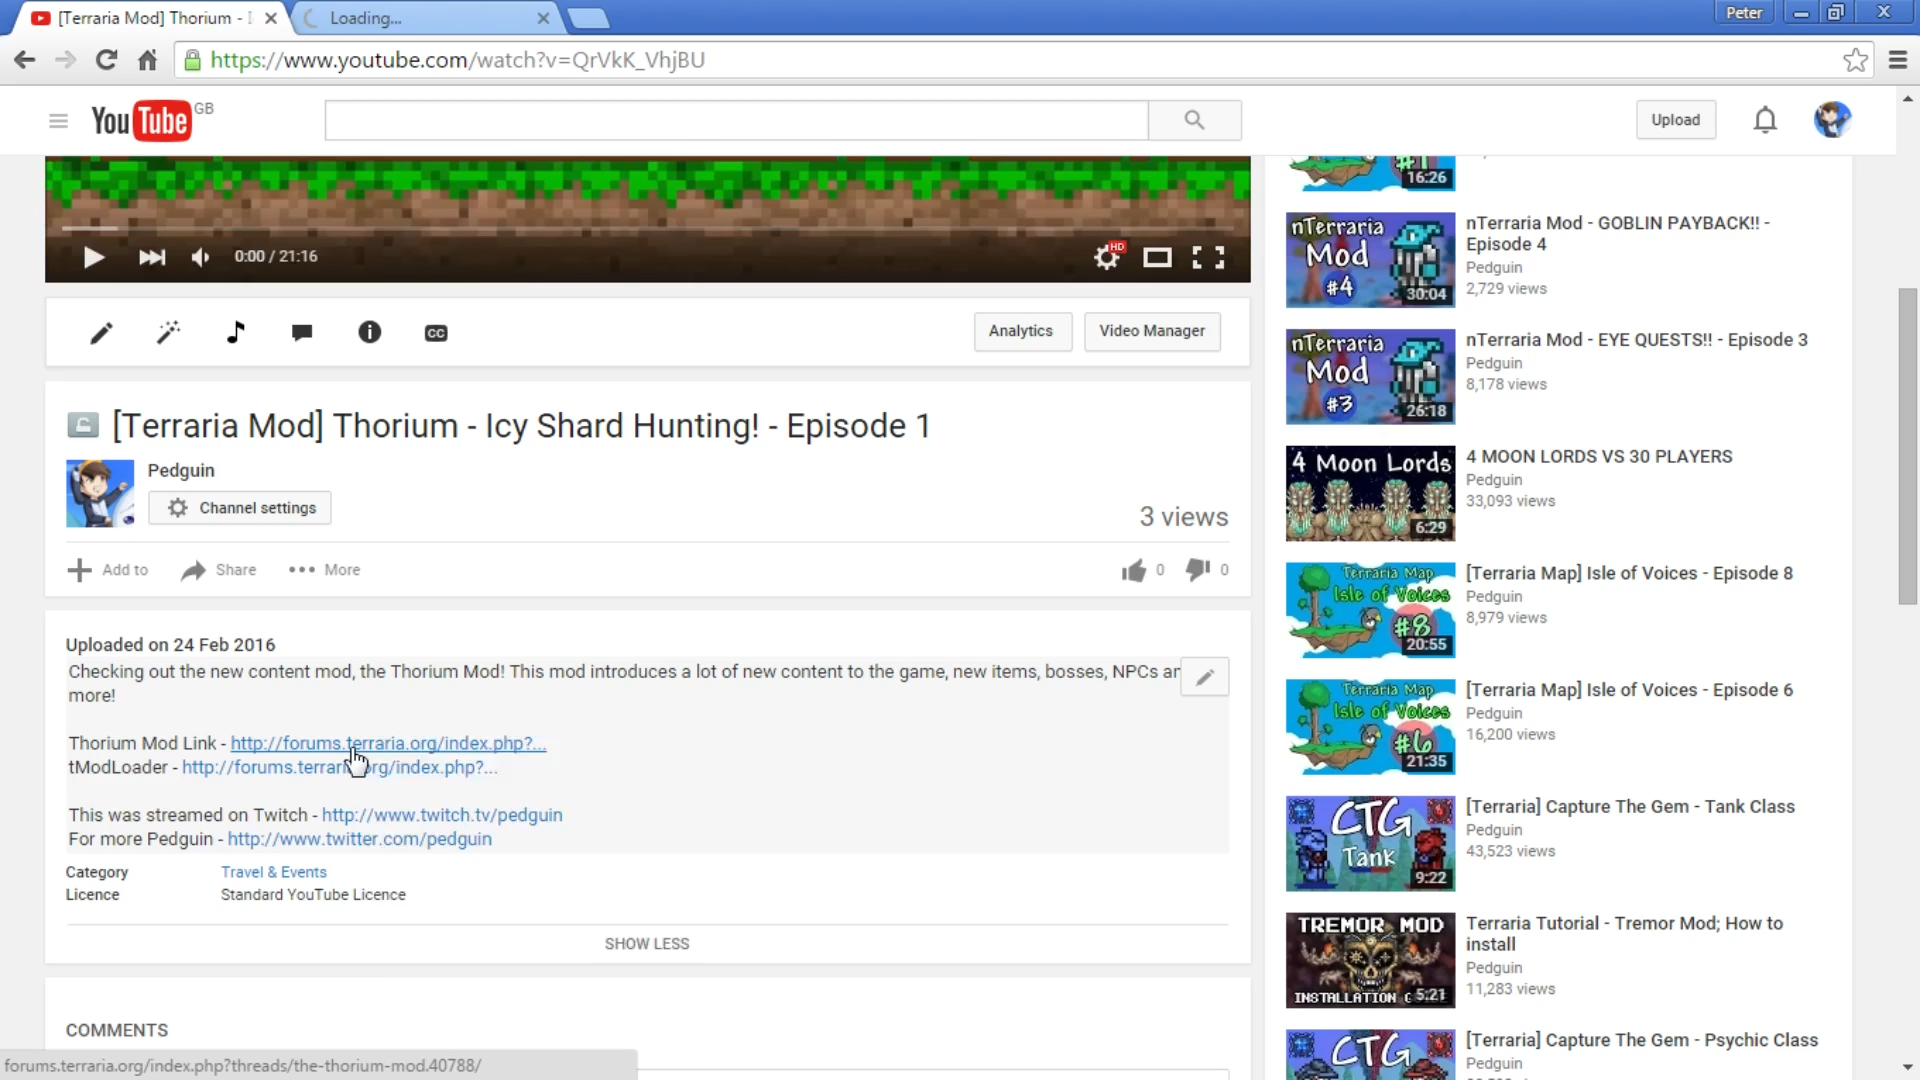 [Terraria Mod] Thorium - I
Loading...
Peter
https://www.youtube.com/watch?v=QrVkK_VhjBU
YouTube GB
Upload
0:00 / 21:16
HD
CC
Analytics
Video Manager
[Terraria Mod] Thorium - Icy Shard Hunting! - Episode 1
Pedguin
Channel settings
3 views
Add to
Share
More
0
0
Uploaded on 24 Feb 2016
Checking out the new content mod, the Thorium Mod! This mod introduces a lot of new content to the game, new items, bosses, NPCs an
more!
Thorium Mod Link - http://forums.terraria.org/index.php?...
tModLoader - http://forums.terraria.org/index.php?...
This was streamed on Twitch - http://www.twitch.tv/pedguin
For more Pedguin - http://www.twitter.com/pedguin
Category Travel & Events
Licence Standard YouTube Licence
SHOW LESS
COMMENTS
forums.terraria.org/index.php?threads/the-thorium-mod.40788/
#1
16:26
nTerraria
Mod
#4
30:04
nTerraria Mod - GOBLIN PAYBACK!! -
Episode 4
Pedguin
2,729 views
nTerraria
Mod
#3
26:18
nTerraria Mod - EYE QUESTS!! - Episode 3
Pedguin
8,178 views
4 Moon Lords
6:29
4 MOON LORDS VS 30 PLAYERS
Pedguin
33,093 views
Terraria Map
Isle of Voices
#8
20:55
[Terraria Map] Isle of Voices - Episode 8
Pedguin
8,979 views
Terraria Map
Isle of Voices
#6
21:35
[Terraria Map] Isle of Voices - Episode 6
Pedguin
16,200 views
CTG
Tank
9:22
[Terraria] Capture The Gem - Tank Class
Pedguin
43,523 views
TREMOR MOD
INSTALLATION G
5:21
Terraria Tutorial - Tremor Mod; How to
install
Pedguin
11,283 views
CTG
[Terraria] Capture The Gem - Psychic Class
Pedguin